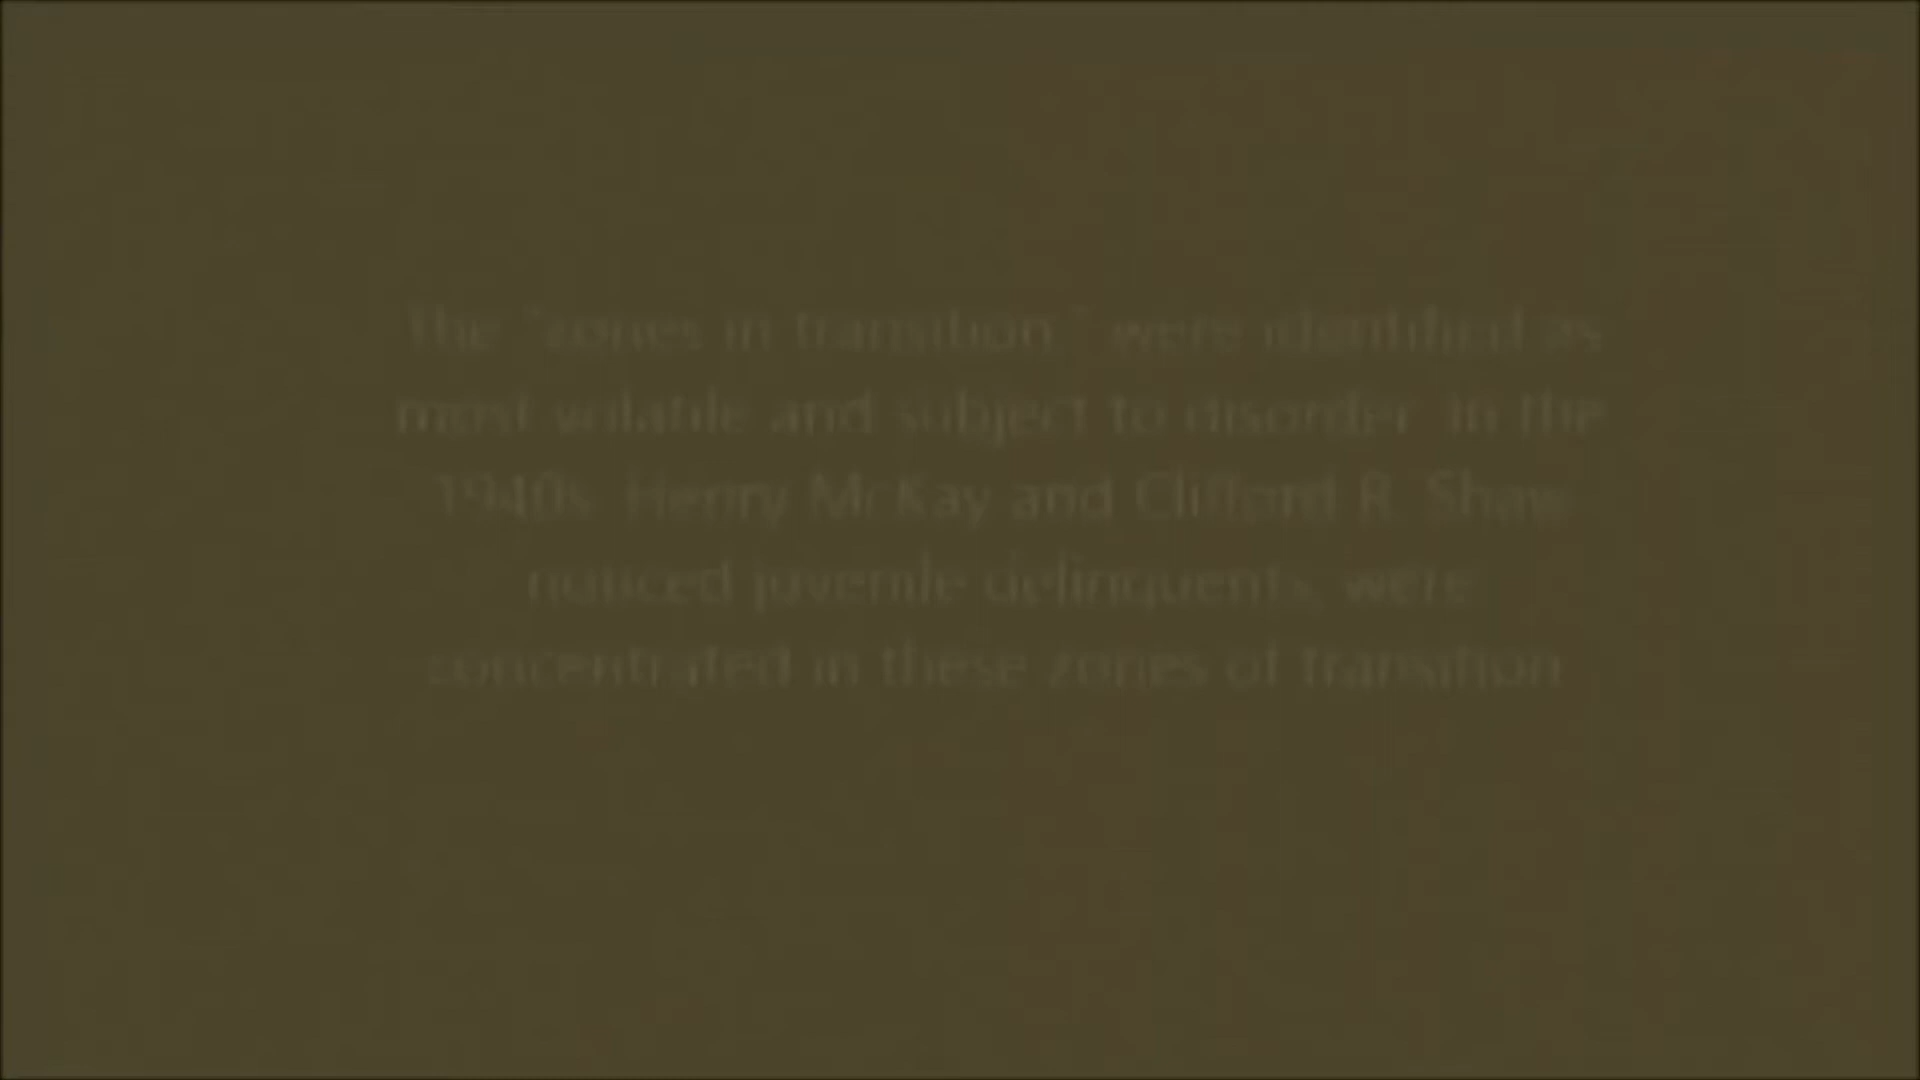 The "zones in transition" were identified as
most volatile and subject to disorder in the
1940s. Henry McKay and Clifford R. Shaw
noticed juvenile delinquents, were
concentrated in these zones of transition